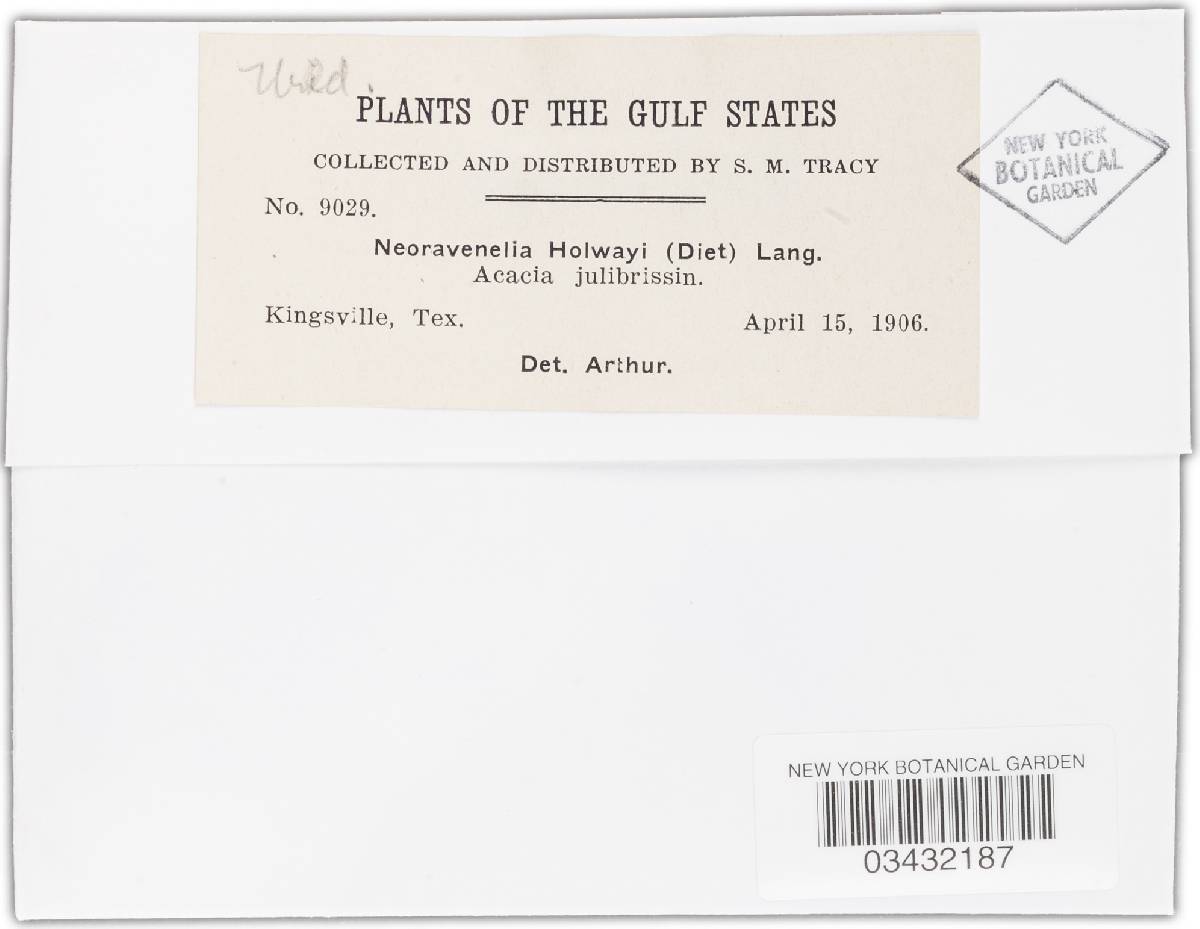 PLANTS OF THE GULF STATES
COLLECTED AND DISTRIBUTED BY S. M. TRACY
No. 9029.
Neoravenelia Holwayi (Diet) Lang.
Acacia julibrissin.
Kingsville, Tex.
April 15, 1906.
Det. Arthur.
NEW YORK
BOTANICAL
GARDEN
NEW YORK BOTANICAL GARDEN
03432187